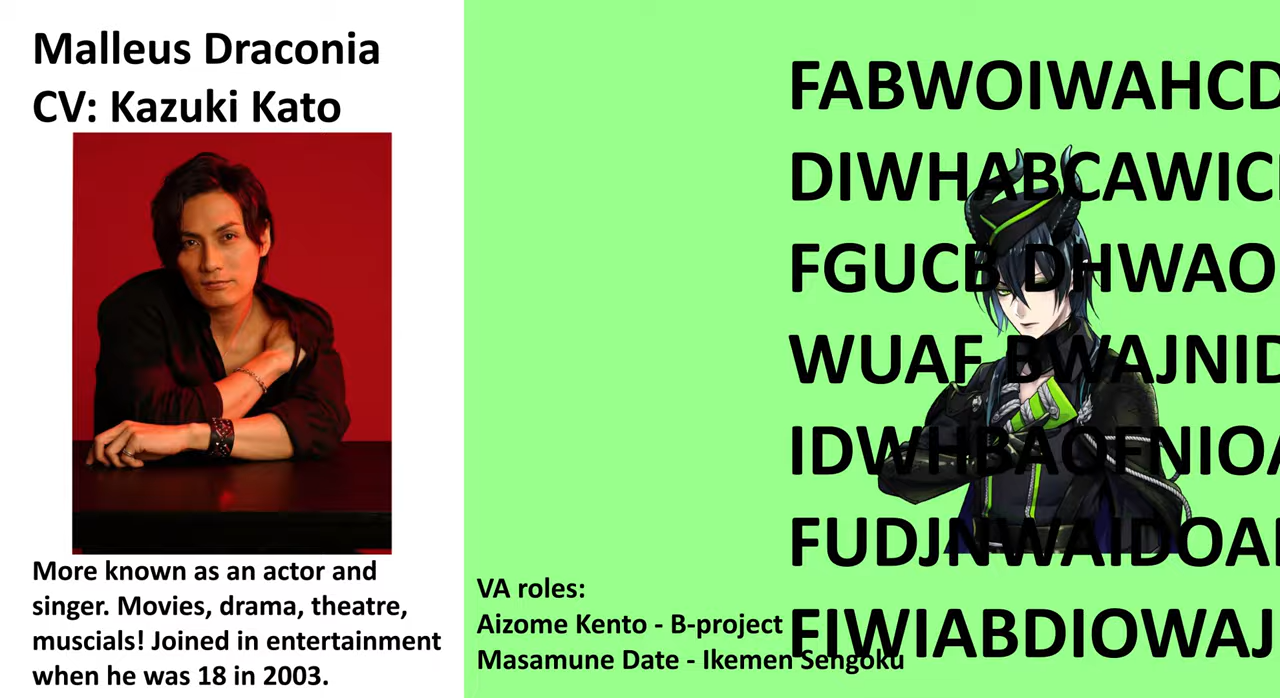 Malleus Draconia
CV: Kazuki Kato
More known as an actor and
singer. Movies, drama, theatre,
muscials! Joined in entertainment
when he was 18 in 2003.
VA roles:
Aizome Kento - B-project
Masamune Date - Ikemen Sengoku
FABWOIWAHCD
DIWHABCAWIC
FGUCB DHWAO
WUAF BWAJNID
IDWHBAOFNIOA
FUDJNWAIDOA
FIWIABDIOWAJ